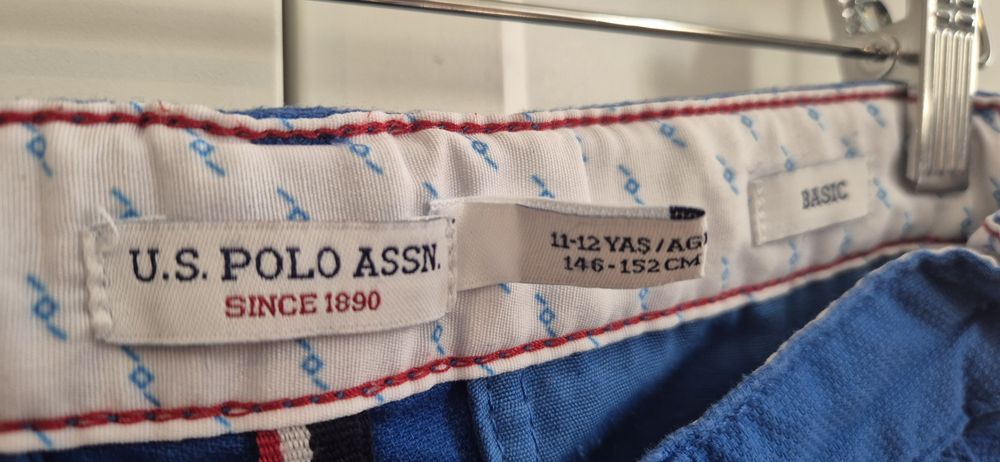 U.S. POLO ASSN.
SINCE 1890
11-12 YAŞ/AG
146-152 CM
BASIC